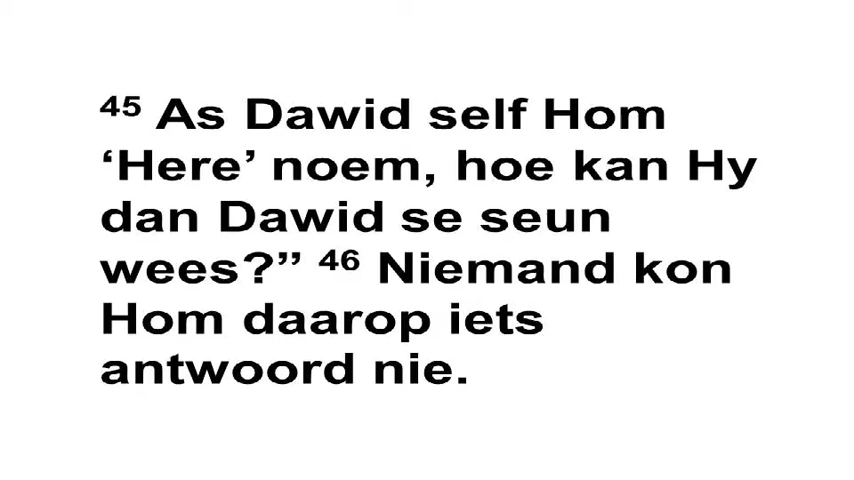 ⁴⁵ As Dawid self Hom
‘Here’ noem, hoe kan Hy
dan Dawid se seun
wees?” ⁴⁶ Niemand kon
Hom daarop iets
antwoord nie.